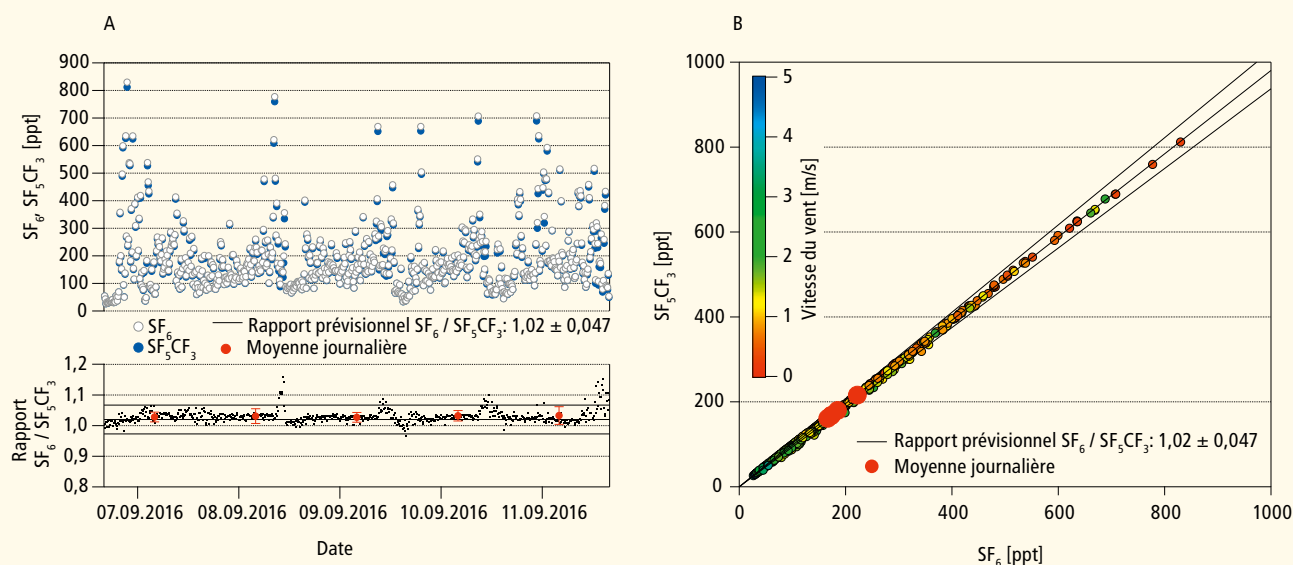 A
SF₆, SF₅CF₃ [ppt]
900
800
700
600
500
400
300
200
100
0
SF₆
SF₅CF₃
Rapport prévisionnel SF₆ / SF₅CF₃: 1,02 ± 0,047
Moyenne journalière
Rapport
SF₆ / SF₅CF₃
1,2
1,1
1,0
0,9
0,8
07.09.2016 08.09.2016 09.09.2016 10.09.2016 11.09.2016
Date
B
SF₅CF₃ [ppt]
1000
800
600
400
200
0
5
4
3
2
1
0
Vitesse du vent [m/s]
Rapport prévisionnel SF₆ / SF₅CF₃: 1,02 ± 0,047
Moyenne journalière
0 200 400 600 800 1000
SF₆ [ppt]